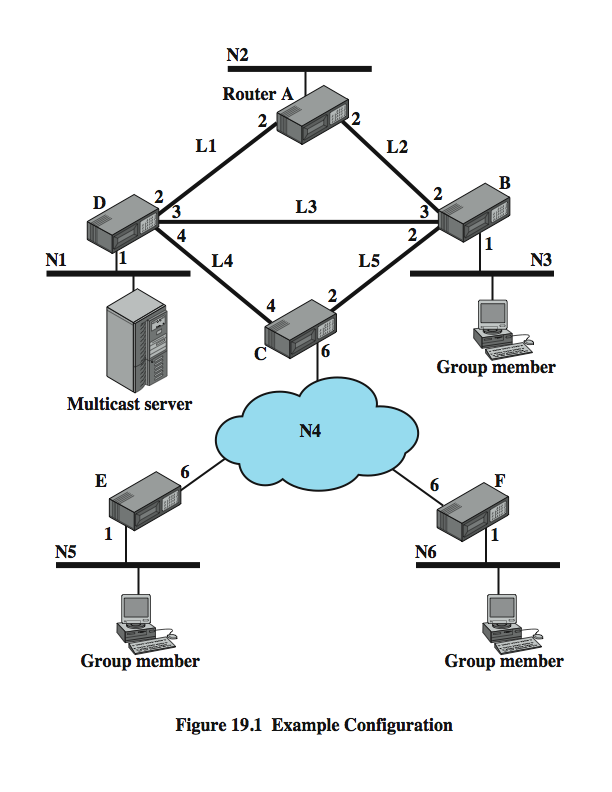 N2
Router A
2
2
L1
L2
D
2
3
4
2
3
2
B
L3
N1
1
L4
L5
1
N3
4
2
C
6
Group member
Multicast server
N4
E
6
6
F
1
N5
N6
1
Group member
Group member
Figure 19.1 Example Configuration